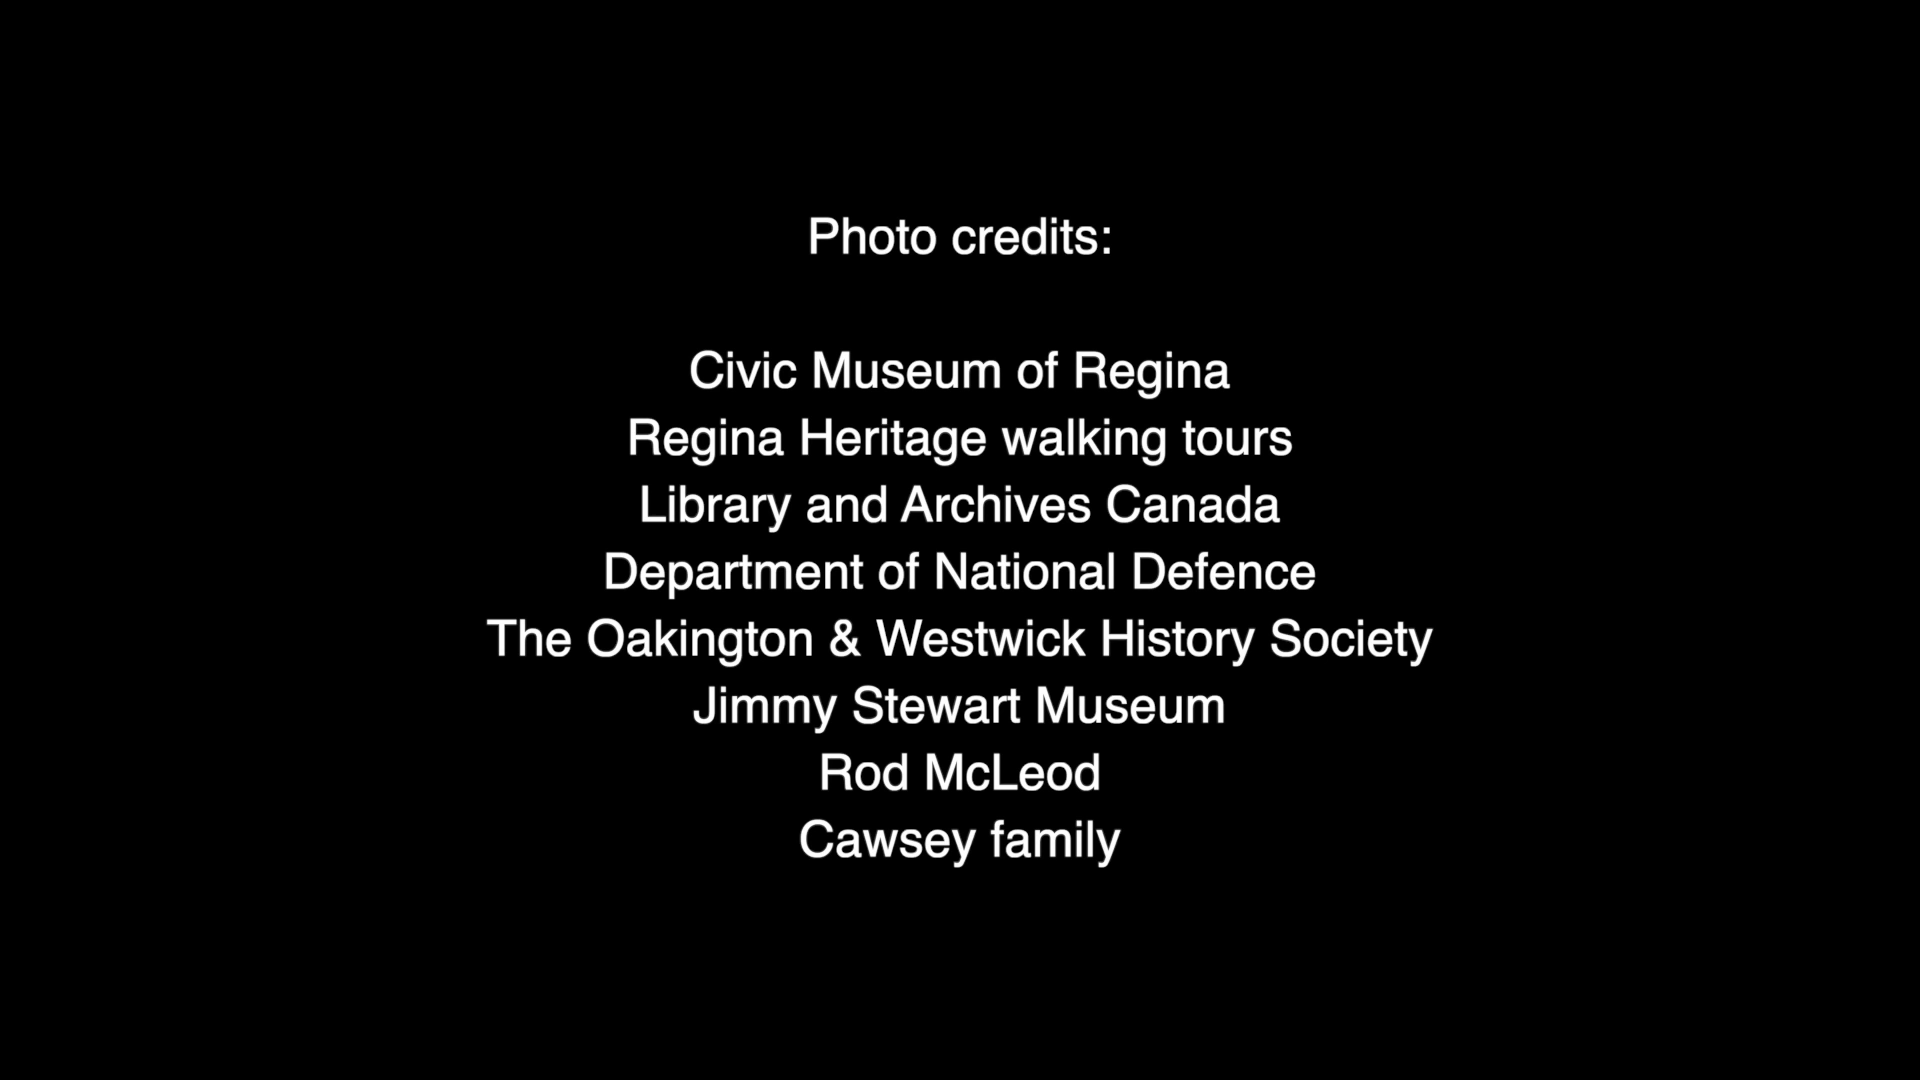 Photo credits:
Civic Museum of Regina
Regina Heritage walking tours
Library and Archives Canada
Department of National Defence
The Oakington & Westwick History Society
Jimmy Stewart Museum
Rod McLeod
Cawsey family